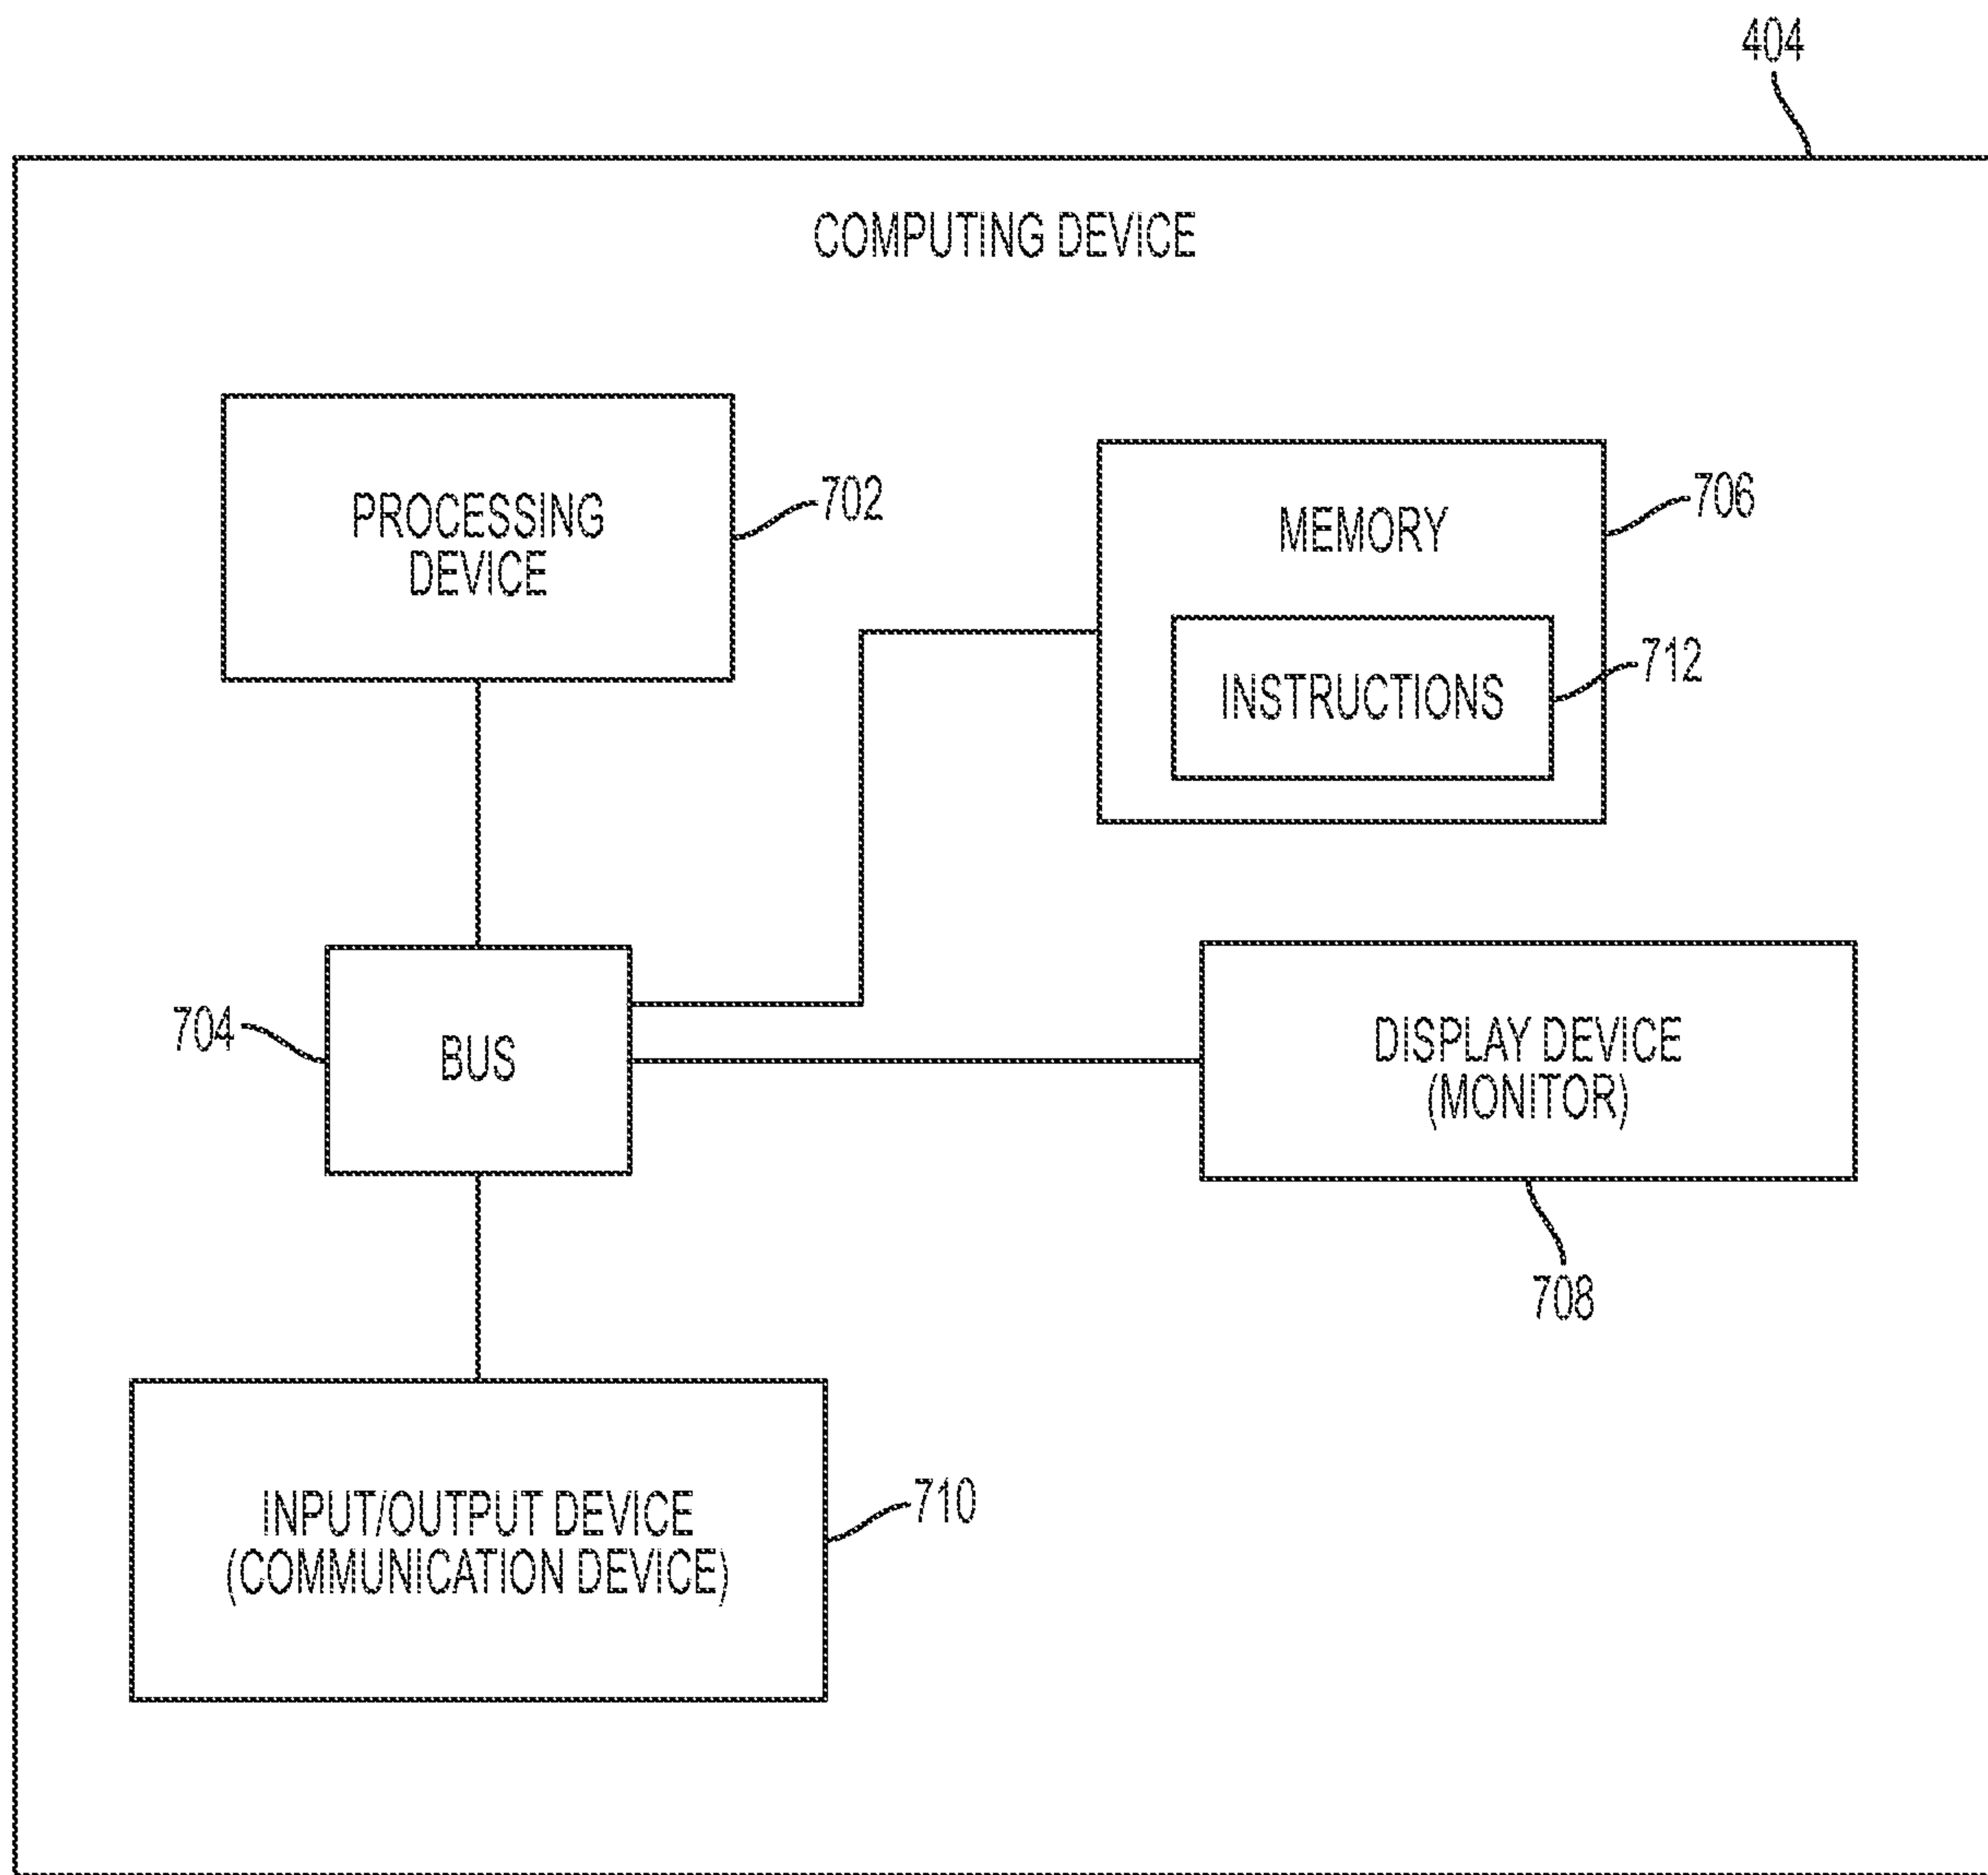 404
COMPUTING DEVICE
PROCESSING
DEVICE
702
MEMORY
706
INSTRUCTIONS
712
704
BUS
DISPLAY DEVICE
(MONITOR)
708
INPUT/OUTPUT DEVICE
(COMMUNICATION DEVICE)
710